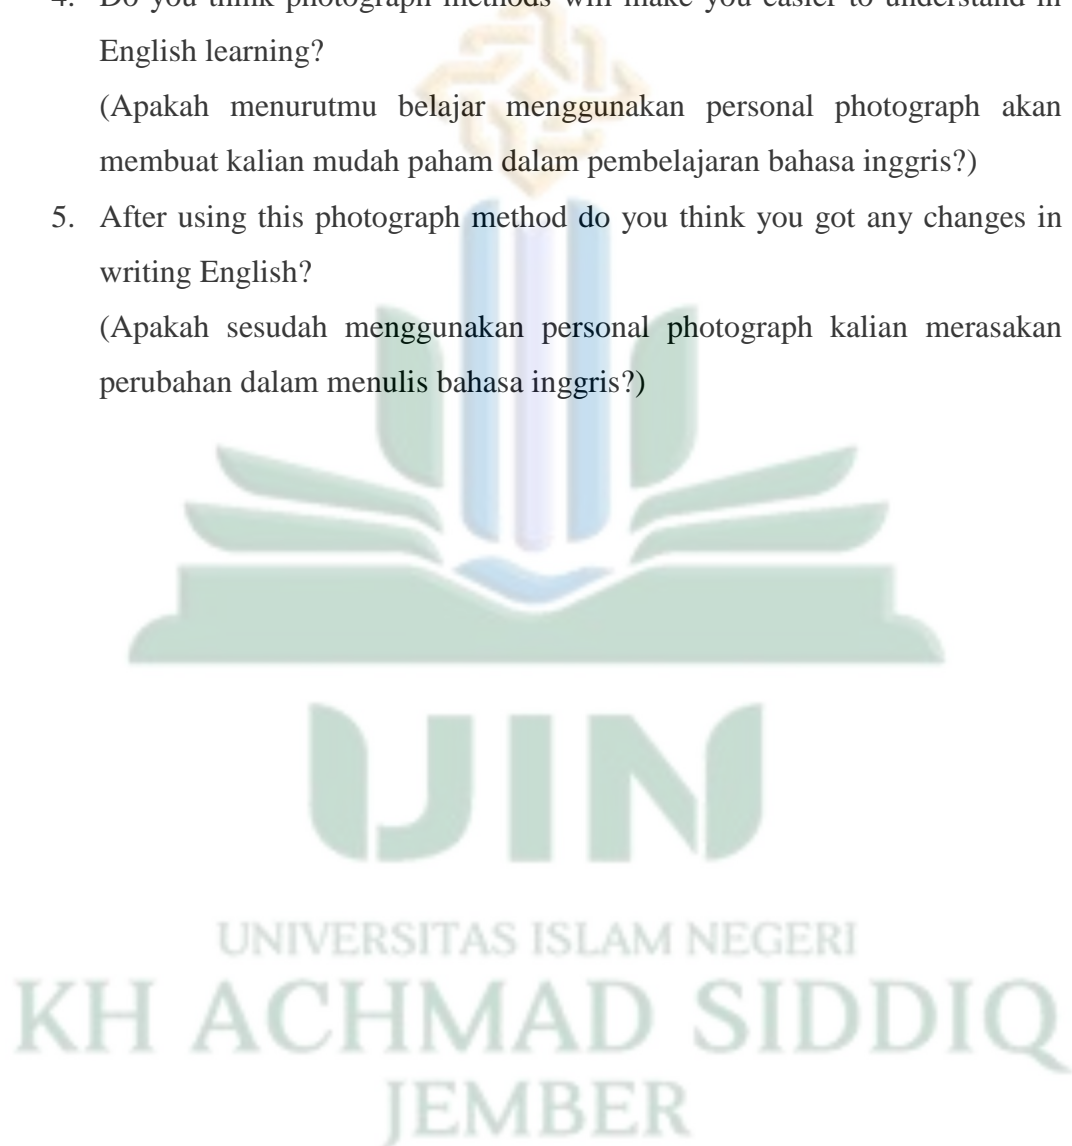 4. Do you think photograph methods will make you easier to understand in
English learning?
(Apakah menurutmu belajar menggunakan personal photograph akan
membuat kalian mudah paham dalam pembelajaran bahasa inggris?)
5. After using this photograph method do you think you got any changes in
writing English?
(Apakah sesudah menggunakan personal photograph kalian merasakan
perubahan dalam menulis bahasa inggris?)
UIN
UNIVERSITAS ISLAM NEGERI
KH ACHMAD SIDDIQ
JEMBER